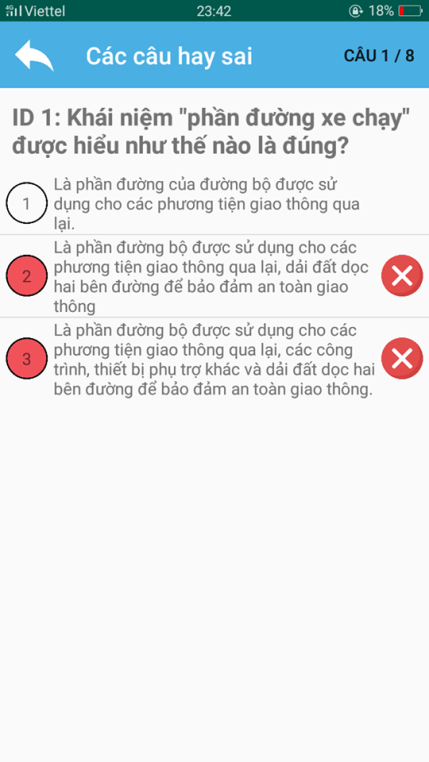 4G Viettel 23:42 18%
Các câu hay sai CÂU 1 / 8
ID 1: Khái niệm "phần đường xe chạy"
được hiểu như thế nào là đúng?
1 Là phần đường của đường bộ được sử
dụng cho các phương tiện giao thông qua
lại.
2 Là phần đường bộ được sử dụng cho các
phương tiện giao thông qua lại, dải đất dọc
hai bên đường để bảo đảm an toàn giao
thông
3 Là phần đường bộ được sử dụng cho các
phương tiện giao thông qua lại, các công
trình, thiết bị phụ trợ khác và dải đất dọc hai
bên đường để bảo đảm an toàn giao thông.